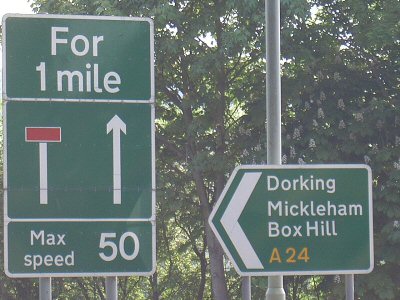 For
1 mile
Max
speed 50
Dorking
Mickleham
Box Hill
A 24